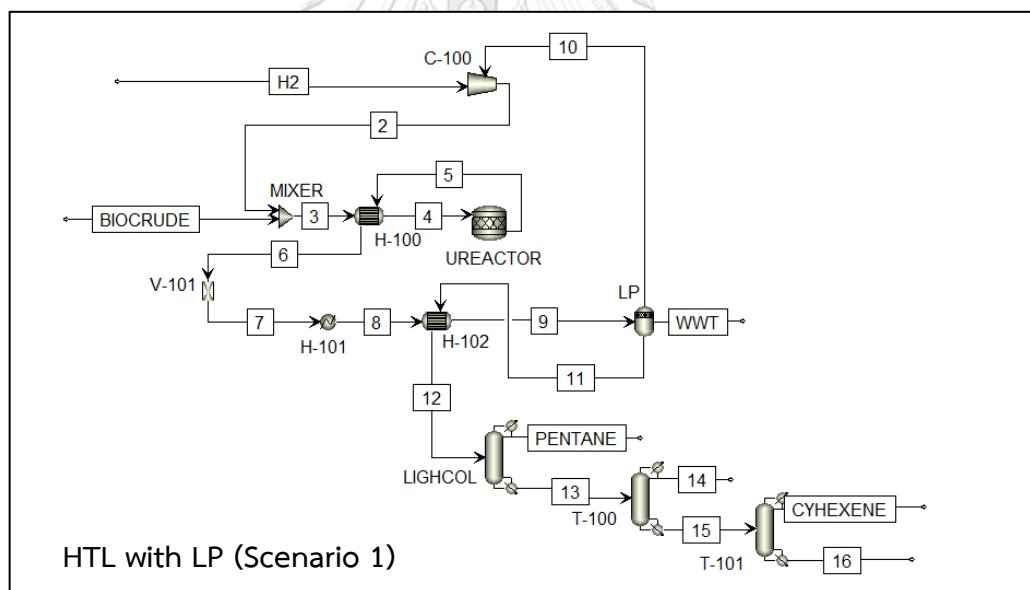 10
C-100
H2
2
5
MIXER
3
4
BIOCRUDE
H-100
UREACTOR
6
V-101
LP
7
8
9
WWT
H-101
H-102
11
12
PENTANE
LIGHCOL
13
14
T-100
CYHEXENE
15
HTL with LP (Scenario 1)
T-101
16